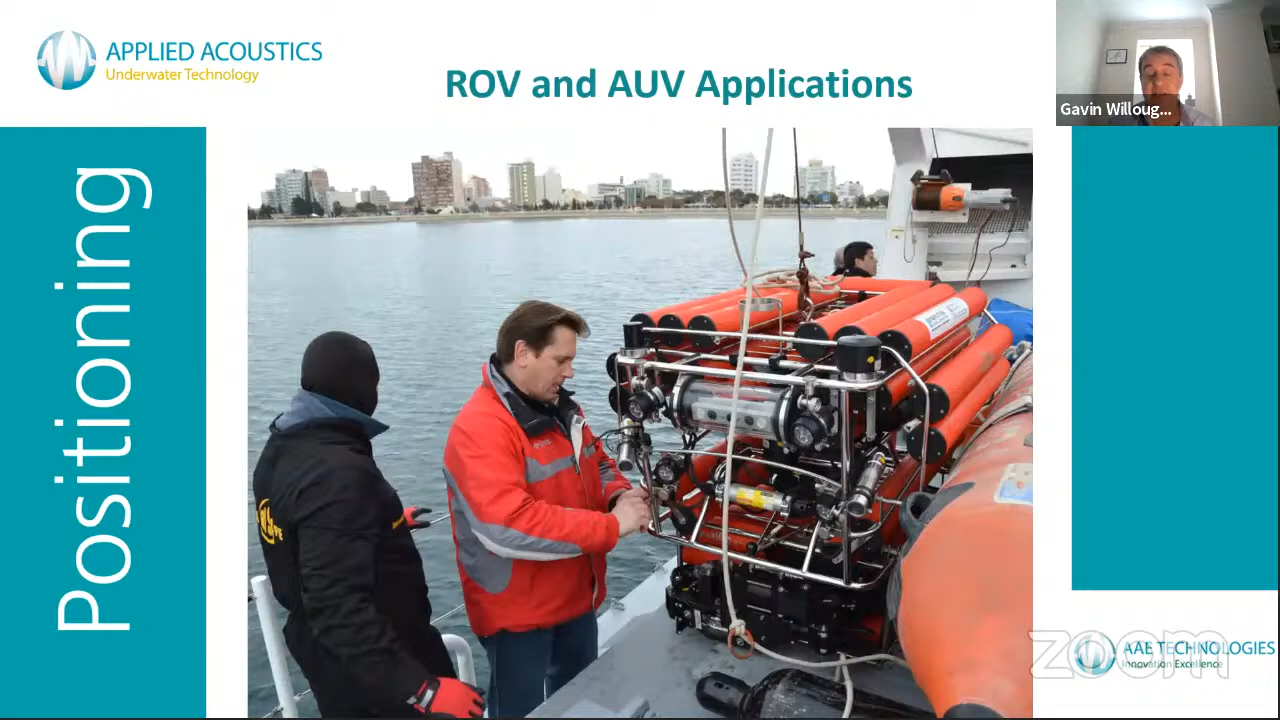 APPLIED ACOUSTICS
Underwater Technology
ROV and AUV Applications
Gavin Willoug...
Positioning
zoom
AAE TECHNOLOGIES
Innovation Excellence